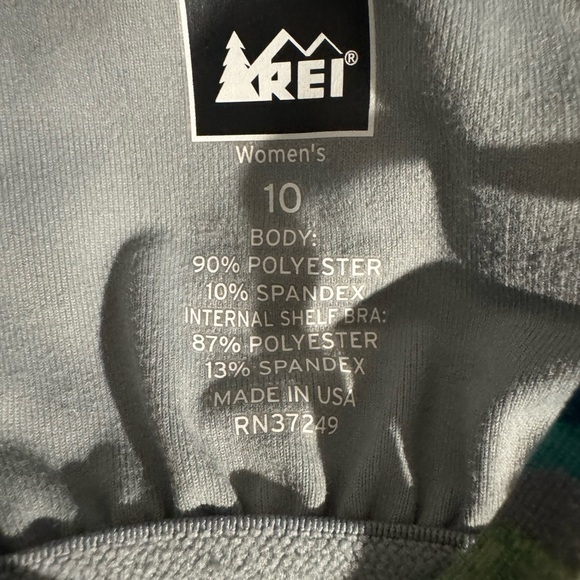 REI®
Women's
10
BODY:
90% POLYESTER
10% SPANDEX
INTERNAL SHELF BRA:
87% POLYESTER
13% SPANDEX
MADE IN USA
RN37249